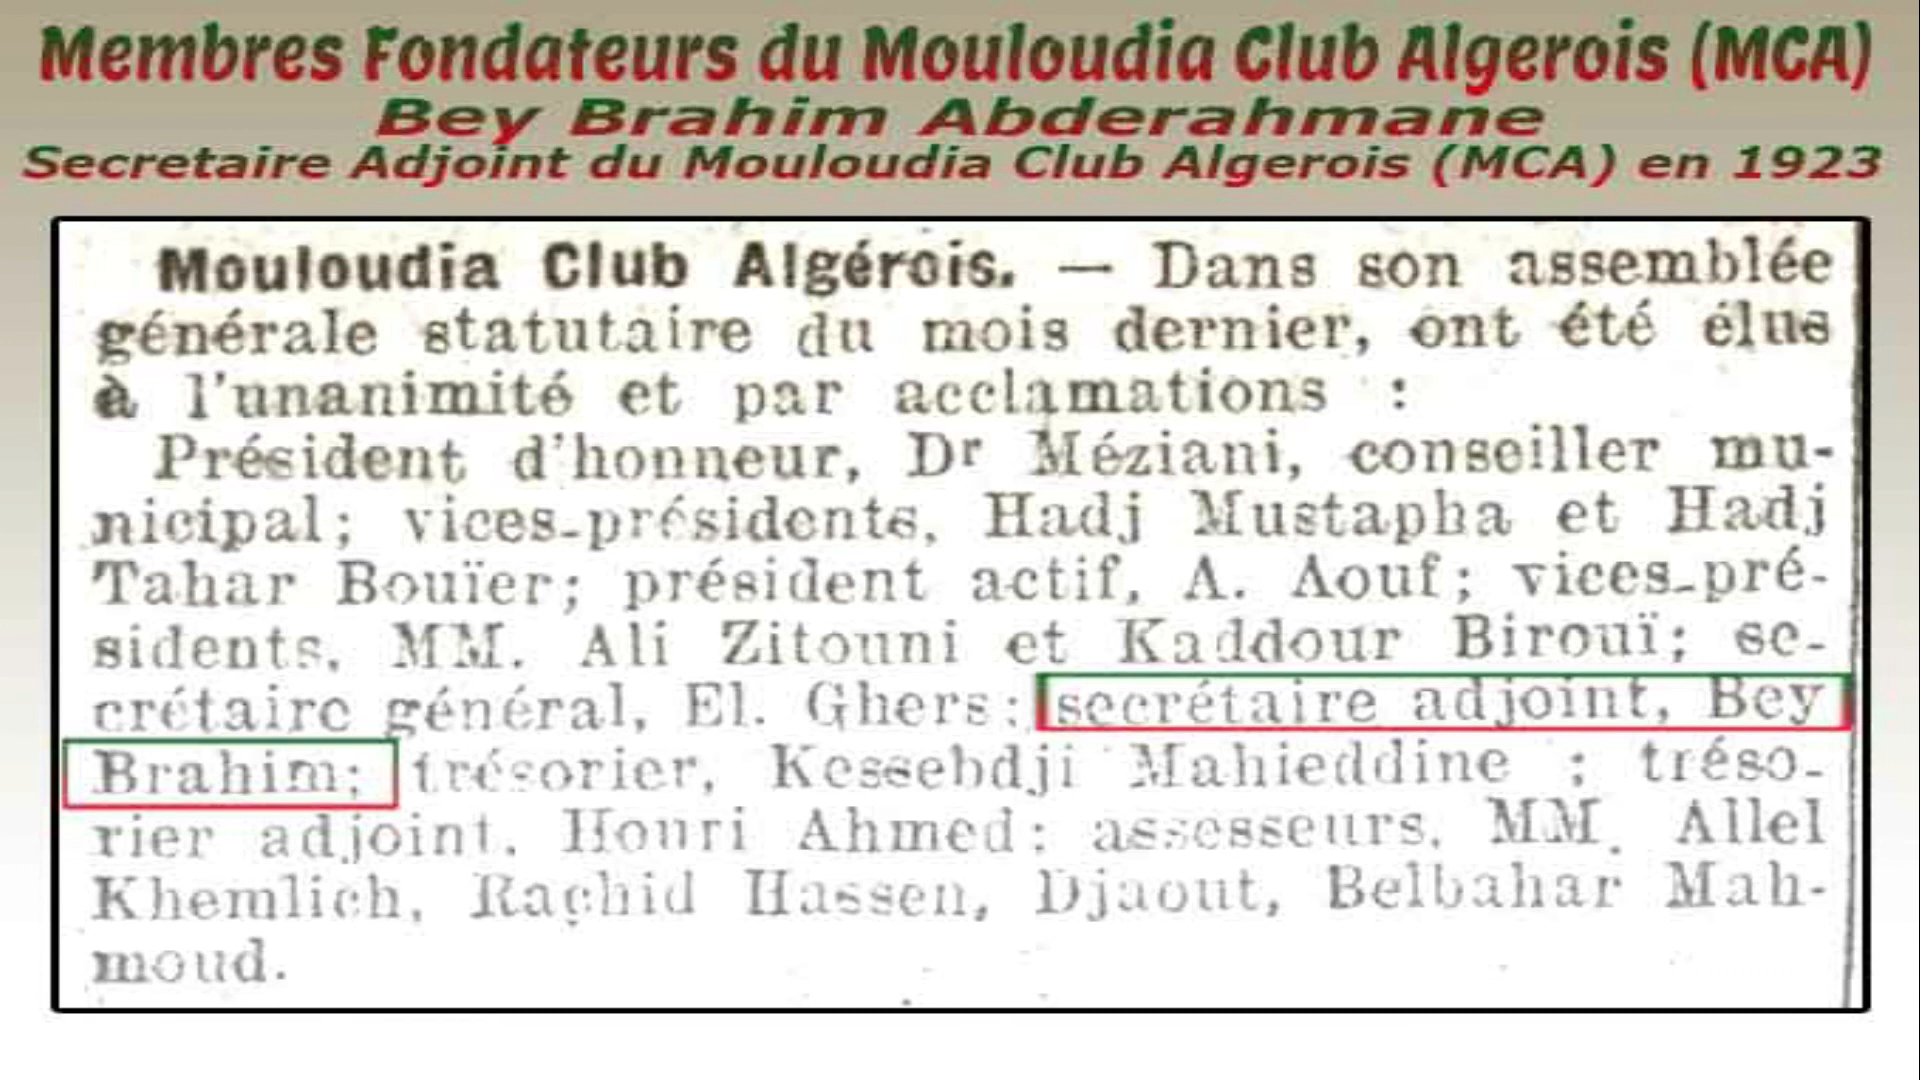 Membres Fondateurs du Mouloudia Club Algerois (MCA)
Bey Brahim Abderahmane
Secretaire Adjoint du Mouloudia Club Algerois (MCA) en 1923
Mouloudia Club Algérois. — Dans son assemblée
générale statutaire du mois dernier, ont été élus
à l'unanimité et par acclamations :
Président d'honneur, Dr Méziani, conseiller mu-
nicipal; vices-présidents, Hadj Mustapha et Hadj
Tahar Bouïer; président actif, A. Aouf; vices-pré-
sidents, MM. Ali Zitouni et Kaddour Birouï; se-
crétaire général, El. Ghers; secrétaire adjoint, Bey
Brahim; trésorier, Kessebdji Mahieddine ; tréso-
rier adjoint, Houri Ahmed; assesseurs, MM. Allel
Khemlich, Rachid Hassen, Djaout, Belbahar Mah-
moud.